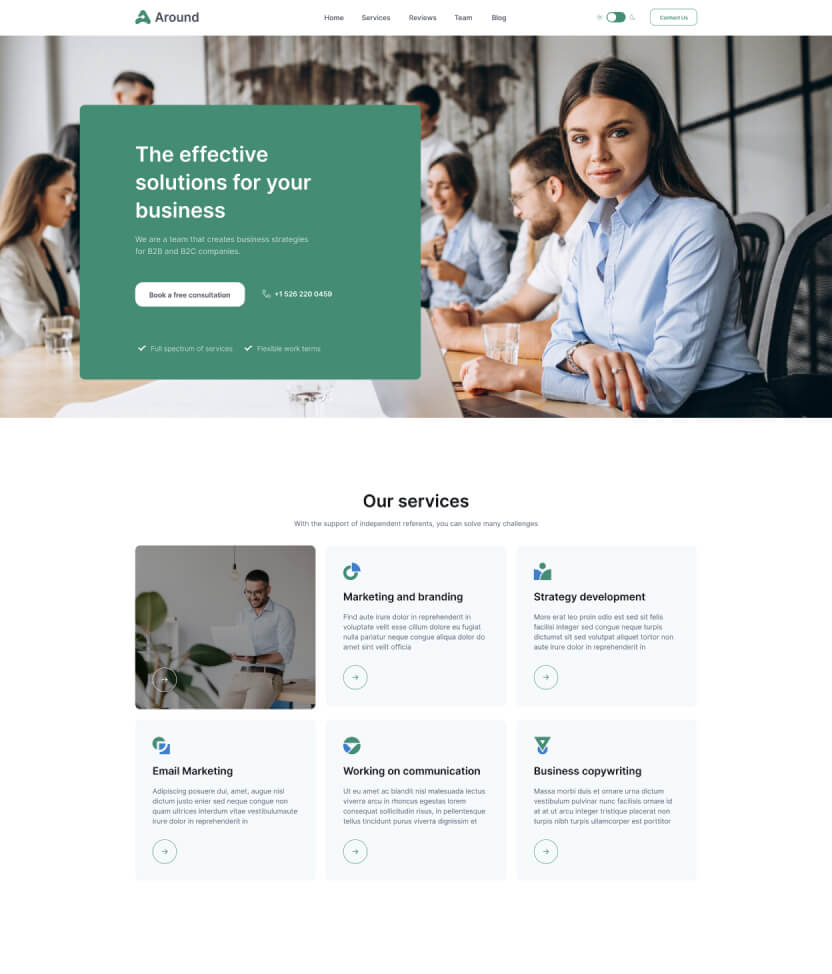 Around
Home Services Reviews Team Blog
Contact Us
The effective
solutions for your
business
We are a team that creates business strategies
for B2B and B2C companies.
Book a free consultation
+1 526 220 0459
Full spectrum of services
Flexible work terms
Our services
With the support of independent referents, you can solve many challenges
Marketing and branding
Find aute irure dolor in reprehenderit in
voluptate velit esse cillum dolore eu fugiat
nulla pariatur neque congue aliqua dolor do
amet sint velit officia
Strategy development
More erat leo proin odio est sed sit felis
facilisi integer sed congue neque turpis
dictumst sit sed volutpat aliquet tortor non
aute irure dolor in reprehenderit in
Email Marketing
Adipiscing posuere dui, amet, augue nisl
dictum justo enier sed neque congue non
quam ultrices interdum vitae vestibulumaute
irure dolor in reprehenderit in
Working on communication
Ut eu amet ac blandit nisl malesuada lectus
viverra arcu in rhoncus egestas lorem
consequat sollicitudin risus, in pellentesque
tellus tincidunt purus viverra dignissim et
Business copywriting
Massa morbi duis et ornare urna dictum
vestibulum pulvinar nunc facilisis ornare id
at at ut arcu integer tristique placerat non
turpis nibh turpis ullamcorper est porttitor